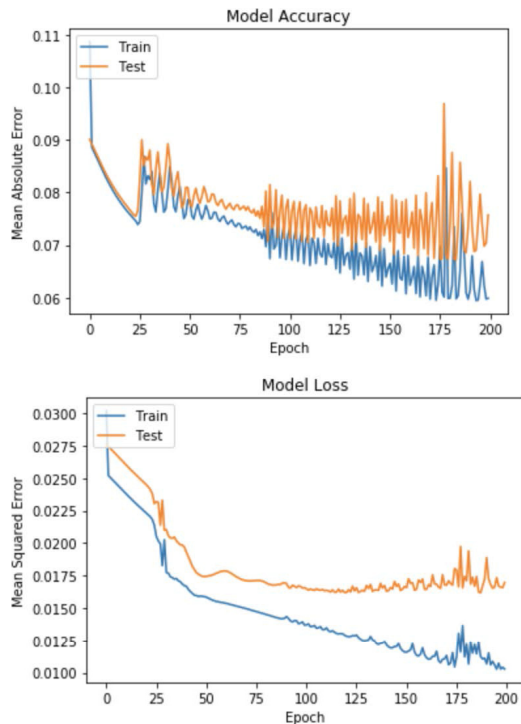 Model Accuracy
0.11
0.10
0.09
0.08
0.07
0.06
Mean Absolute Error
Train
Test
0 25 50 75 100 125 150 175 200
Epoch
Model Loss
0.0300
0.0275
0.0250
0.0225
0.0200
0.0175
0.0150
0.0125
0.0100
Mean Squared Error
Train
Test
0 25 50 75 100 125 150 175 200
Epoch